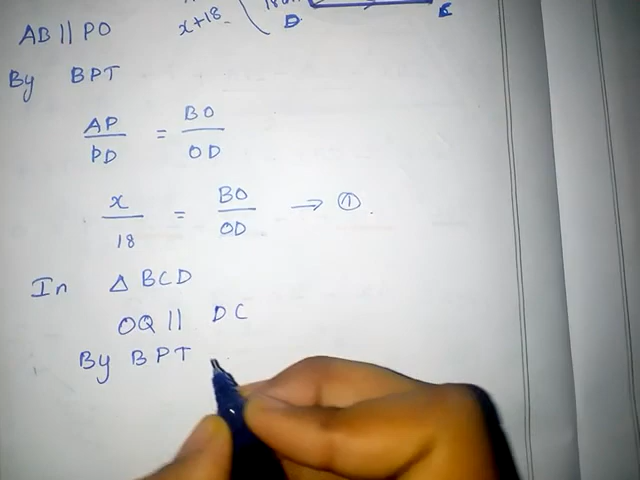 AB || PO
x+18
D
By BPT
AP/PD = BO/OD
x/18 = BO/OD → ①.
In Δ BCD
OQ || DC
By BPT